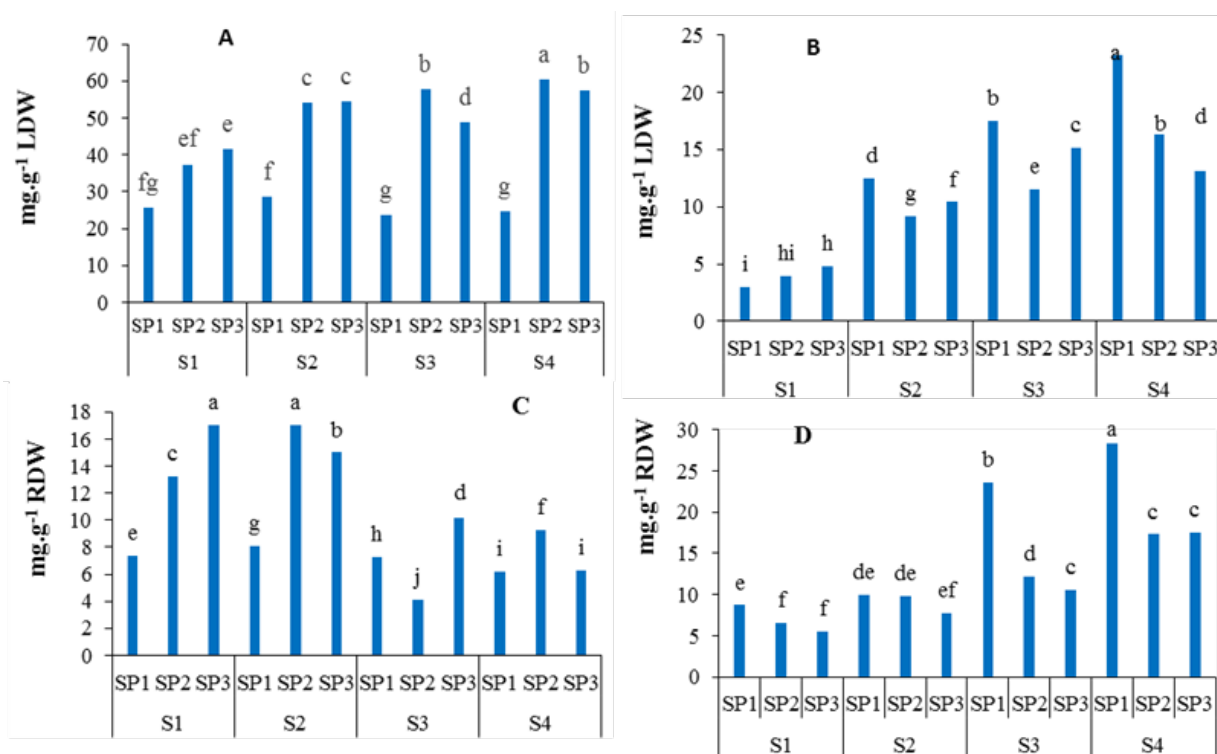 A
mg.g-1 LDW
70
60
50
40
30
20
10
0
fg ef e f c c g b d g a b
SP1 SP2 SP3 SP1 SP2 SP3 SP1 SP2 SP3 SP1 SP2 SP3
S1 S2 S3 S4
B
mg.g-1 LDW
25
20
15
10
5
0
i hi h d g f b e c a b d
SP1 SP2 SP3 SP1 SP2 SP3 SP1 SP2 SP3 SP1 SP2 SP3
S1 S2 S3 S4
C
mg.g-1 RDW
18
16
14
12
10
8
6
4
2
0
e c a g a b h j d i f i
SP1 SP2 SP3 SP1 SP2 SP3 SP1 SP2 SP3 SP1 SP2 SP3
S1 S2 S3 S4
D
mg.g-1 RDW
30
25
20
15
10
5
0
e f f de de ef b d c a c c
SP1 SP2 SP3 SP1 SP2 SP3 SP1 SP2 SP3 SP1 SP2 SP3
S1 S2 S3 S4